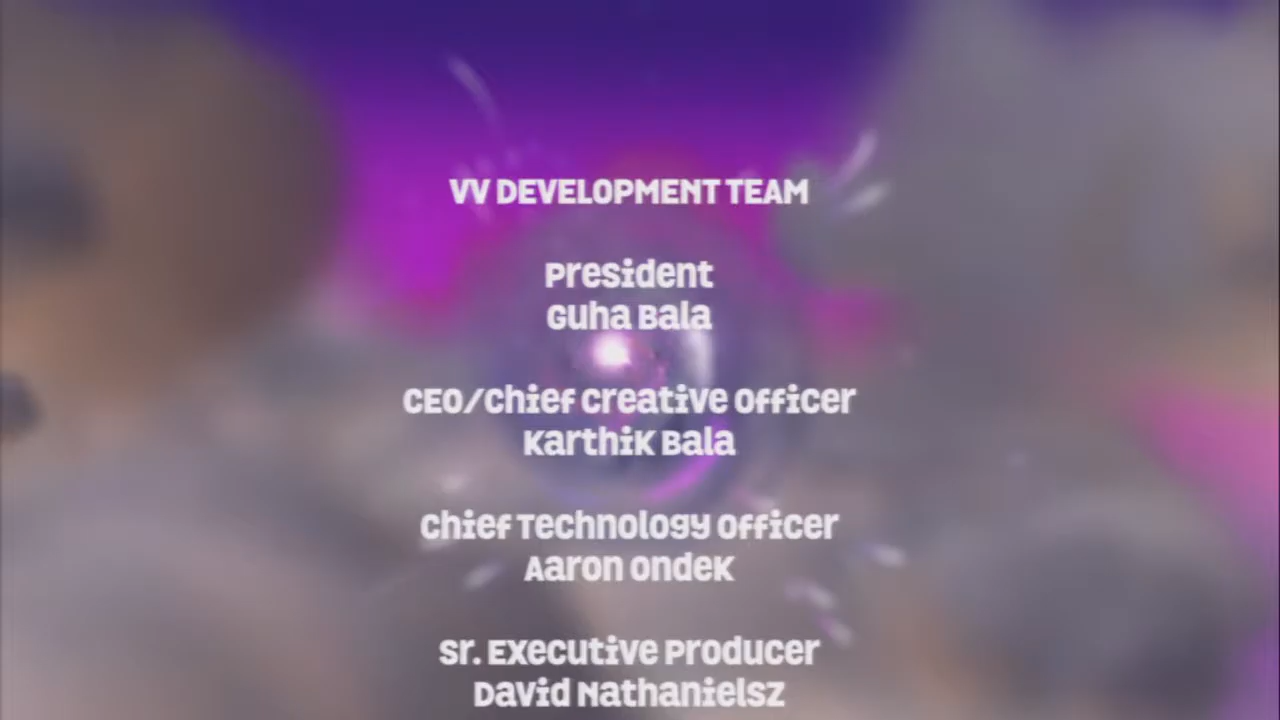 VV DEVELOPMENT TEAM
President
Guha Bala
CEO/Chief Creative Officer
Karthik Bala
Chief Technology Officer
Aaron Ondek
Sr. Executive Producer
David Nathanielsz